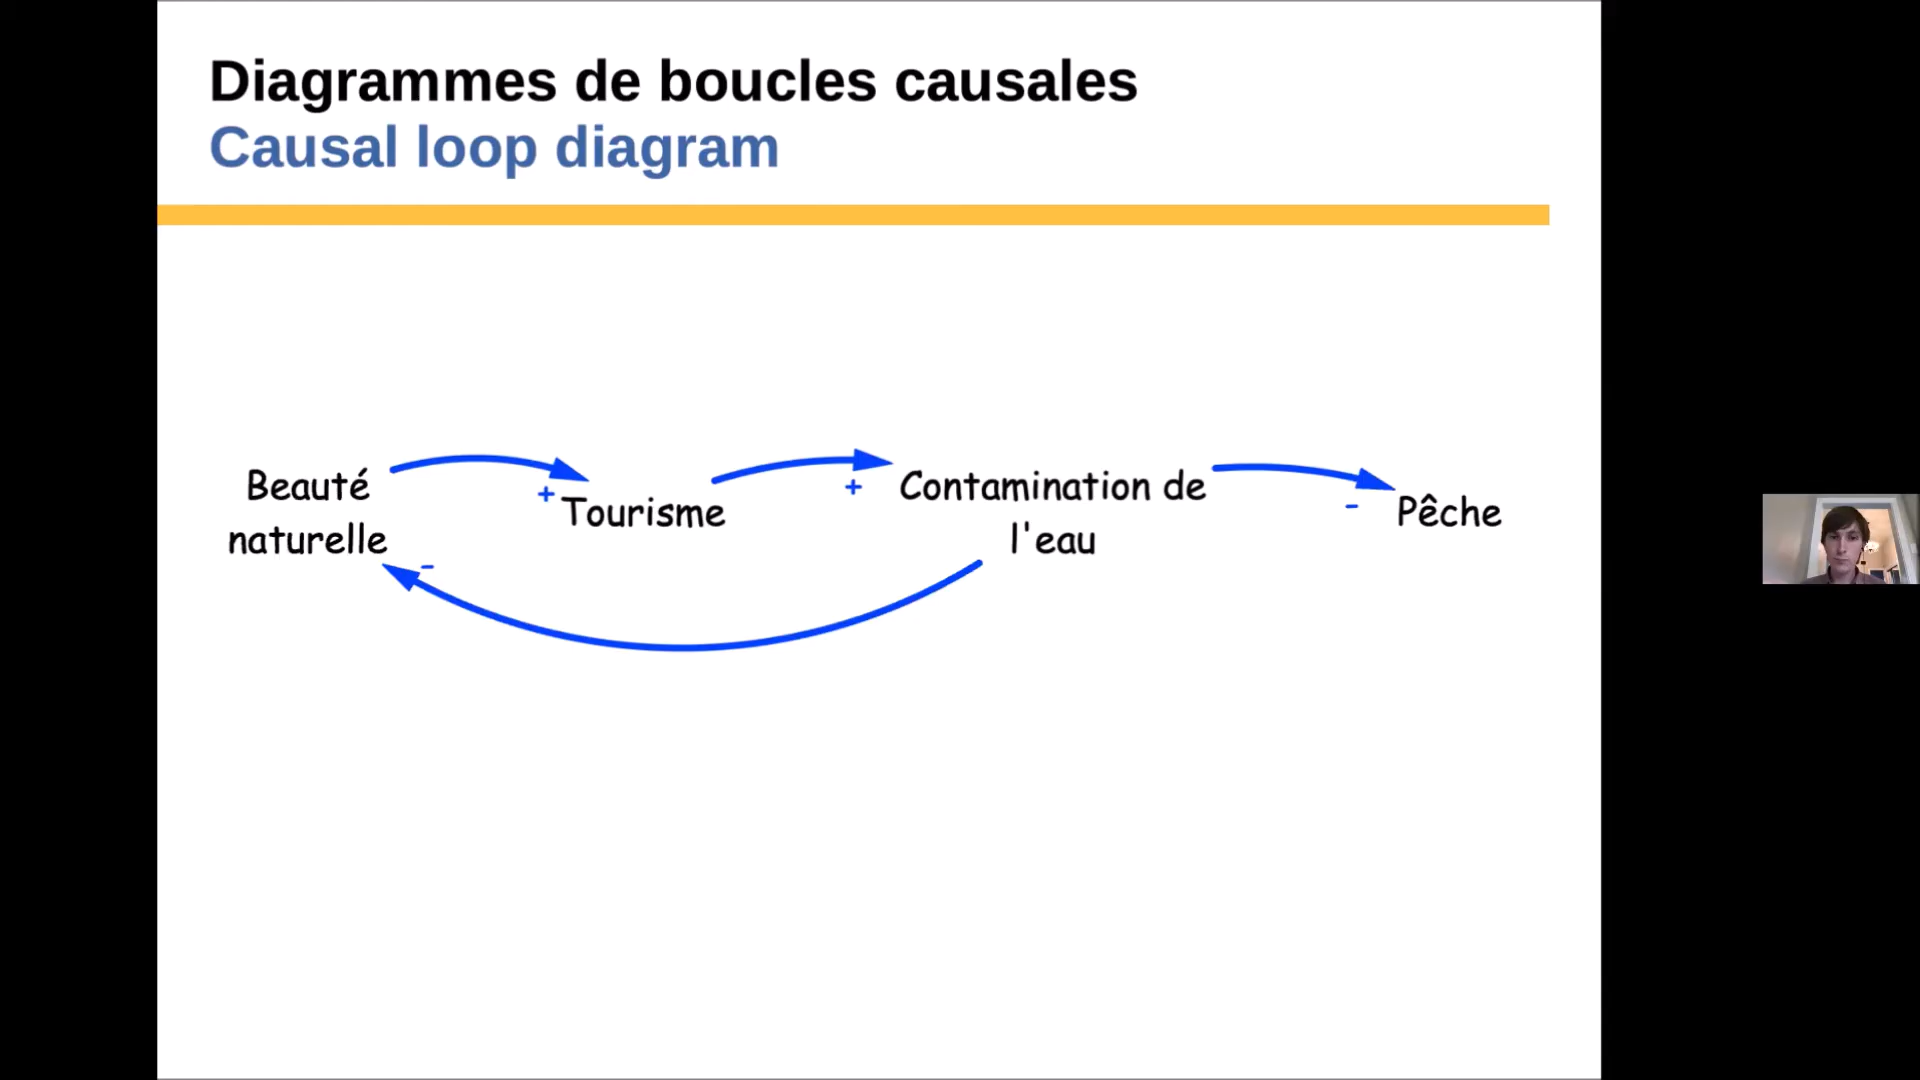 Diagrammes de boucles causales
Causal loop diagram
Beauté
naturelle
+
Tourisme
+
Contamination de
l'eau
-
Pêche
-